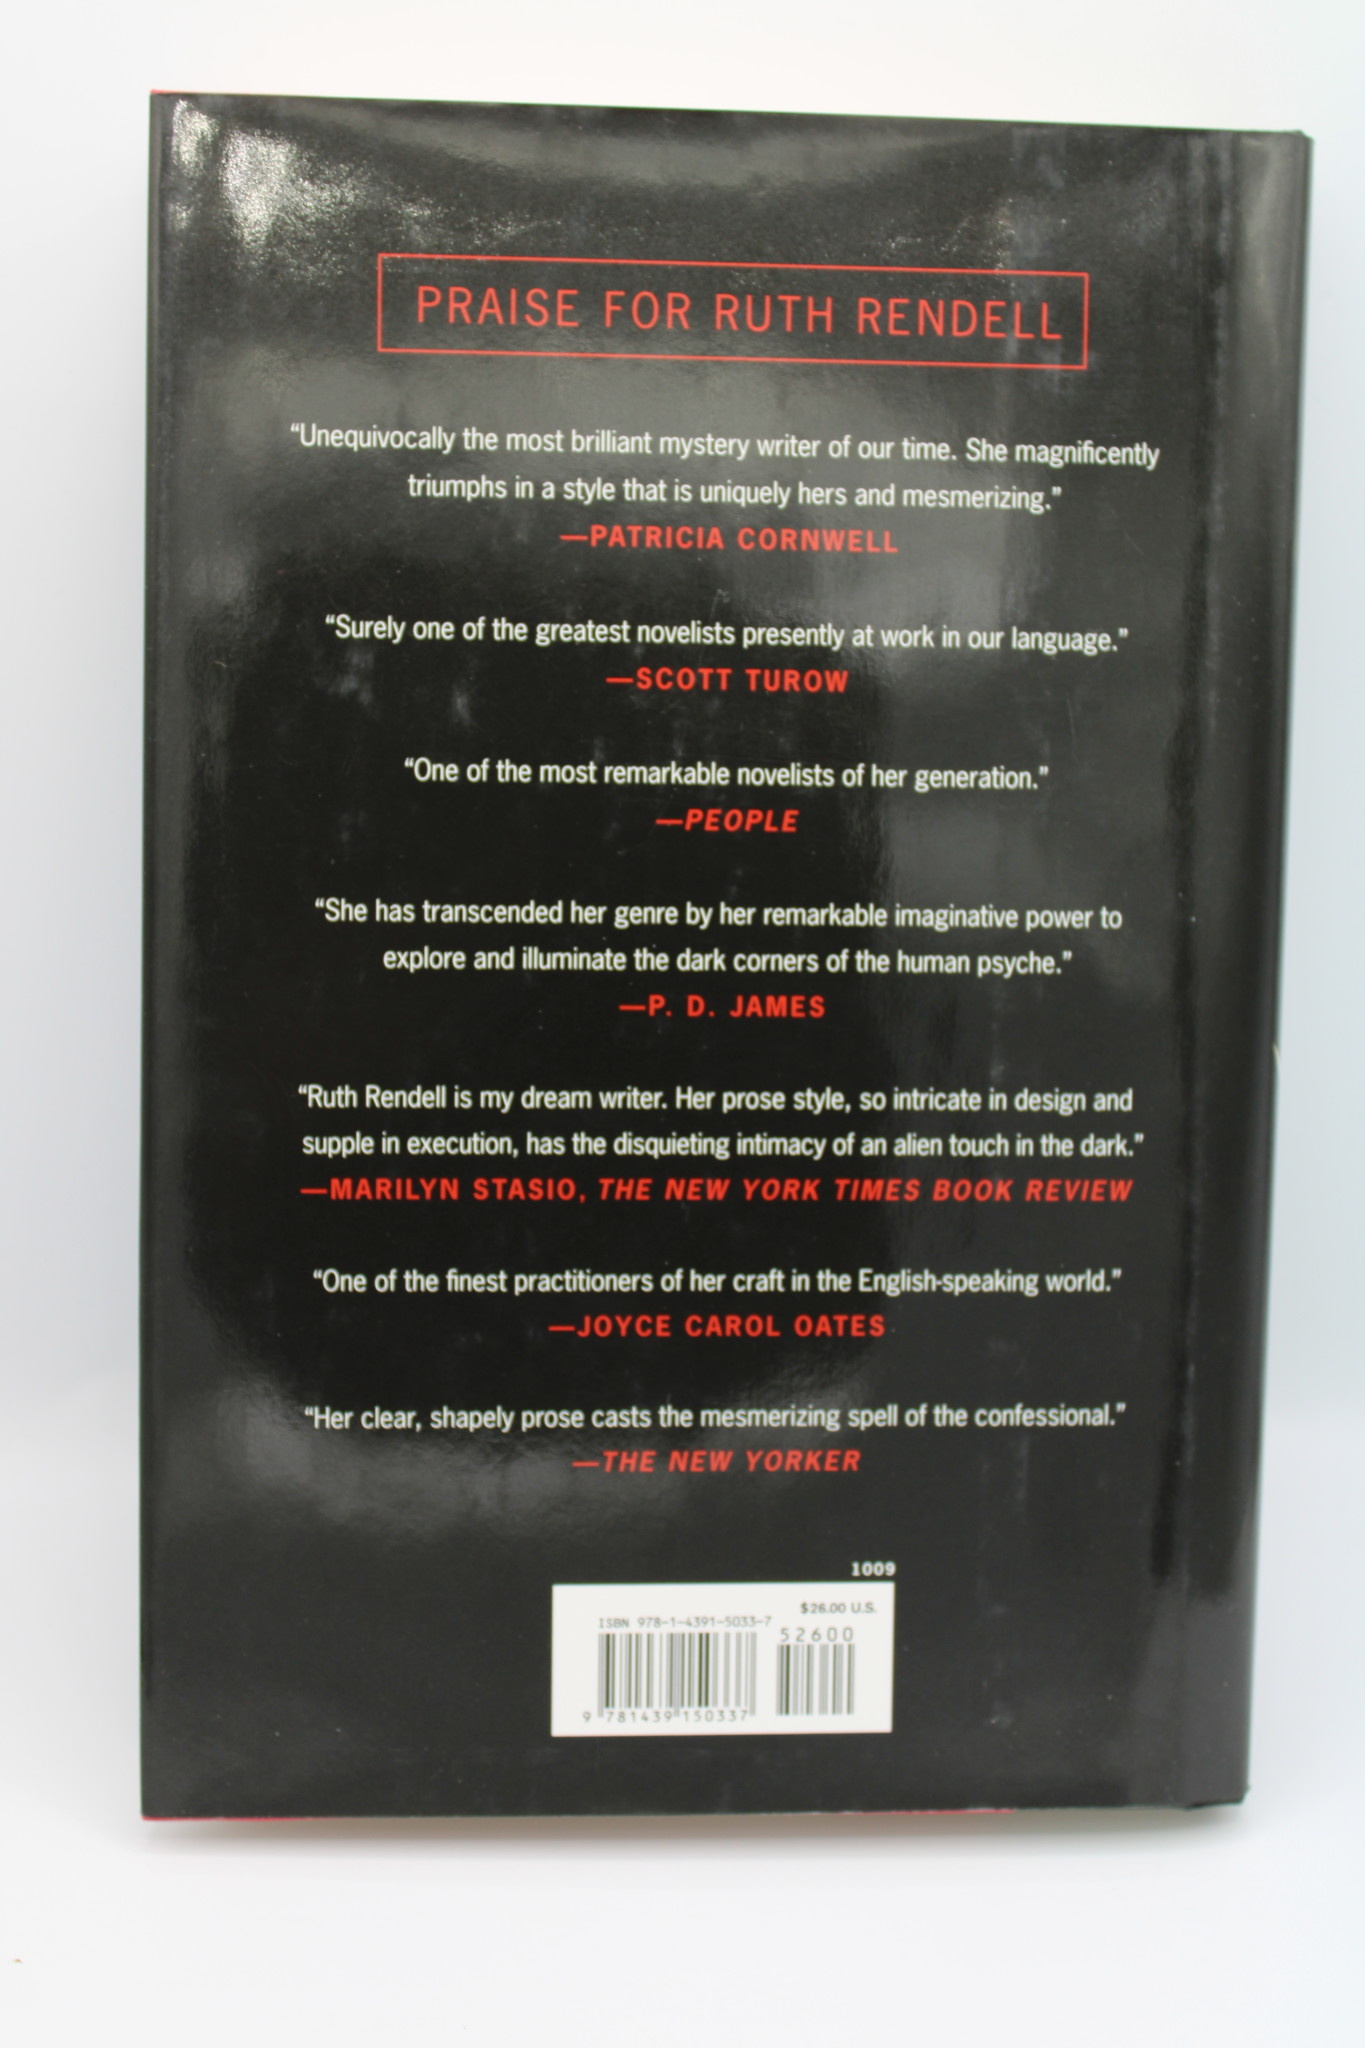 PRAISE FOR RUTH RENDELL
“Unequivocally the most brilliant mystery writer of our time. She magnificently
triumphs in a style that is uniquely hers and mesmerizing.”
—PATRICIA CORNWELL
“Surely one of the greatest novelists presently at work in our language.”
—SCOTT TUROW
“One of the most remarkable novelists of her generation.”
—PEOPLE
“She has transcended her genre by her remarkable imaginative power to
explore and illuminate the dark corners of the human psyche.”
—P. D. JAMES
“Ruth Rendell is my dream writer. Her prose style, so intricate in design and
supple in execution, has the disquieting intimacy of an alien touch in the dark.”
—MARILYN STASIO, THE NEW YORK TIMES BOOK REVIEW
“One of the finest practitioners of her craft in the English-speaking world.”
—JOYCE CAROL OATES
“Her clear, shapely prose casts the mesmerizing spell of the confessional.”
—THE NEW YORKER
1009
$26.00 U.S.
ISBN 978-1-4391-5033-7
52600
9 781439 150337